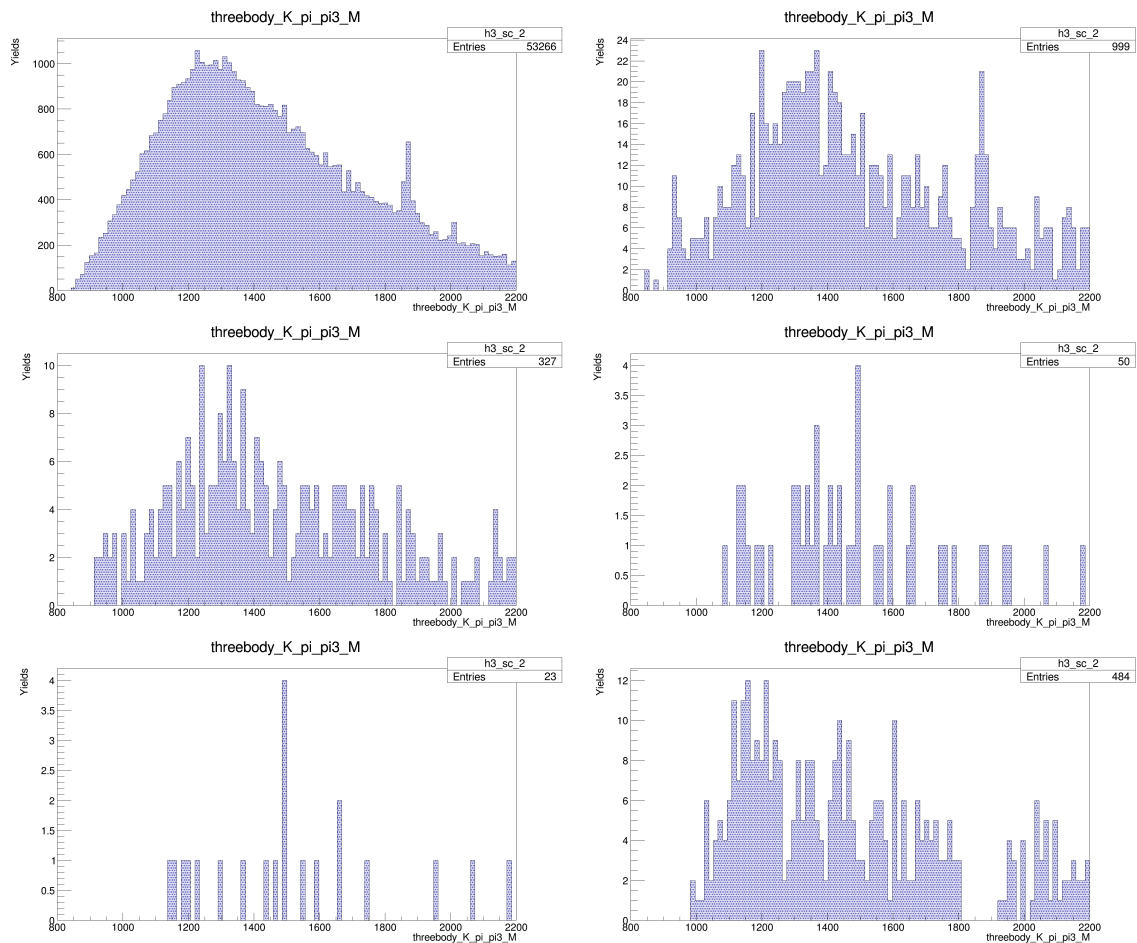 threebody_K_pi_pi3_M
h3_sc_2
Entries 53266
Yields
1000
800
600
400
200
0
800 1000 1200 1400 1600 1800 2000 2200
threebody_K_pi_pi3_M
threebody_K_pi_pi3_M
h3_sc_2
Entries 999
Yields
24
22
20
18
16
14
12
10
8
6
4
2
0
800 1000 1200 1400 1600 1800 2000 2200
threebody_K_pi_pi3_M
threebody_K_pi_pi3_M
h3_sc_2
Entries 327
Yields
10
8
6
4
2
0
800 1000 1200 1400 1600 1800 2000 2200
threebody_K_pi_pi3_M
threebody_K_pi_pi3_M
h3_sc_2
Entries 50
Yields
4
3.5
3
2.5
2
1.5
1
0.5
0
800 1000 1200 1400 1600 1800 2000 2200
threebody_K_pi_pi3_M
threebody_K_pi_pi3_M
h3_sc_2
Entries 23
Yields
4
3.5
3
2.5
2
1.5
1
0.5
0
800 1000 1200 1400 1600 1800 2000 2200
threebody_K_pi_pi3_M
threebody_K_pi_pi3_M
h3_sc_2
Entries 484
Yields
12
10
8
6
4
2
0
800 1000 1200 1400 1600 1800 2000 2200
threebody_K_pi_pi3_M